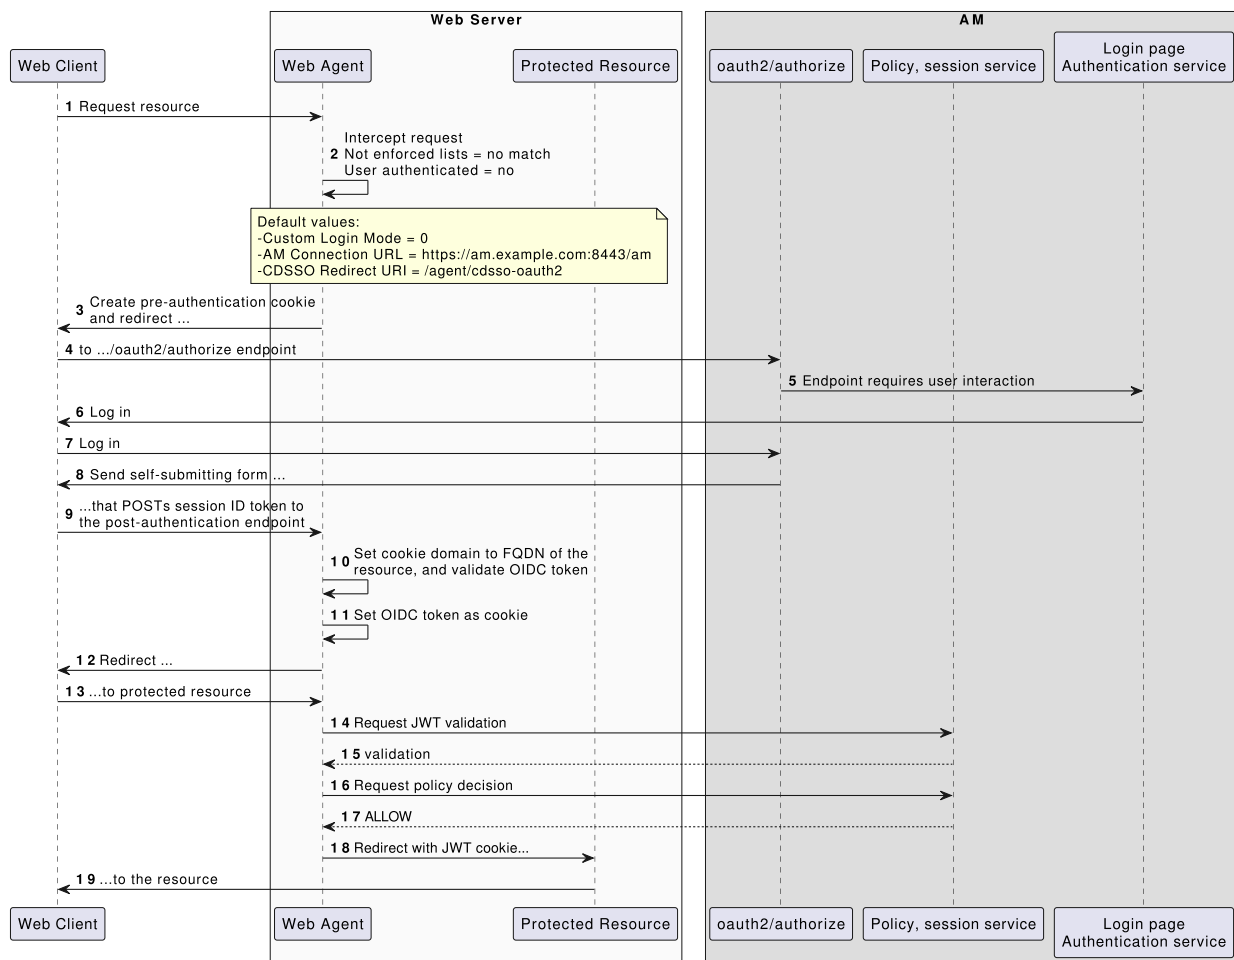 Web Server
AM
Web Client
Web Agent
Protected Resource
oauth2/authorize
Policy, session service
Login page
Authentication service
1 Request resource
Intercept request
2 Not enforced lists = no match
User authenticated = no
Default values:
-Custom Login Mode = 0
-AM Connection URL = https://am.example.com:8443/am
-CDSSO Redirect URI = /agent/cdsso-oauth2
3 Create pre-authentication cookie
and redirect ...
4 to .../oauth2/authorize endpoint
5 Endpoint requires user interaction
6 Log in
7 Log in
8 Send self-submitting form ...
9 ...that POSTs session ID token to
the post-authentication endpoint
10 Set cookie domain to FQDN of the
resource, and validate OIDC token
11 Set OIDC token as cookie
12 Redirect ...
13 ...to protected resource
14 Request JWT validation
15 validation
16 Request policy decision
17 ALLOW
18 Redirect with JWT cookie...
19 ...to the resource
Web Client
Web Agent
Protected Resource
oauth2/authorize
Policy, session service
Login page
Authentication service